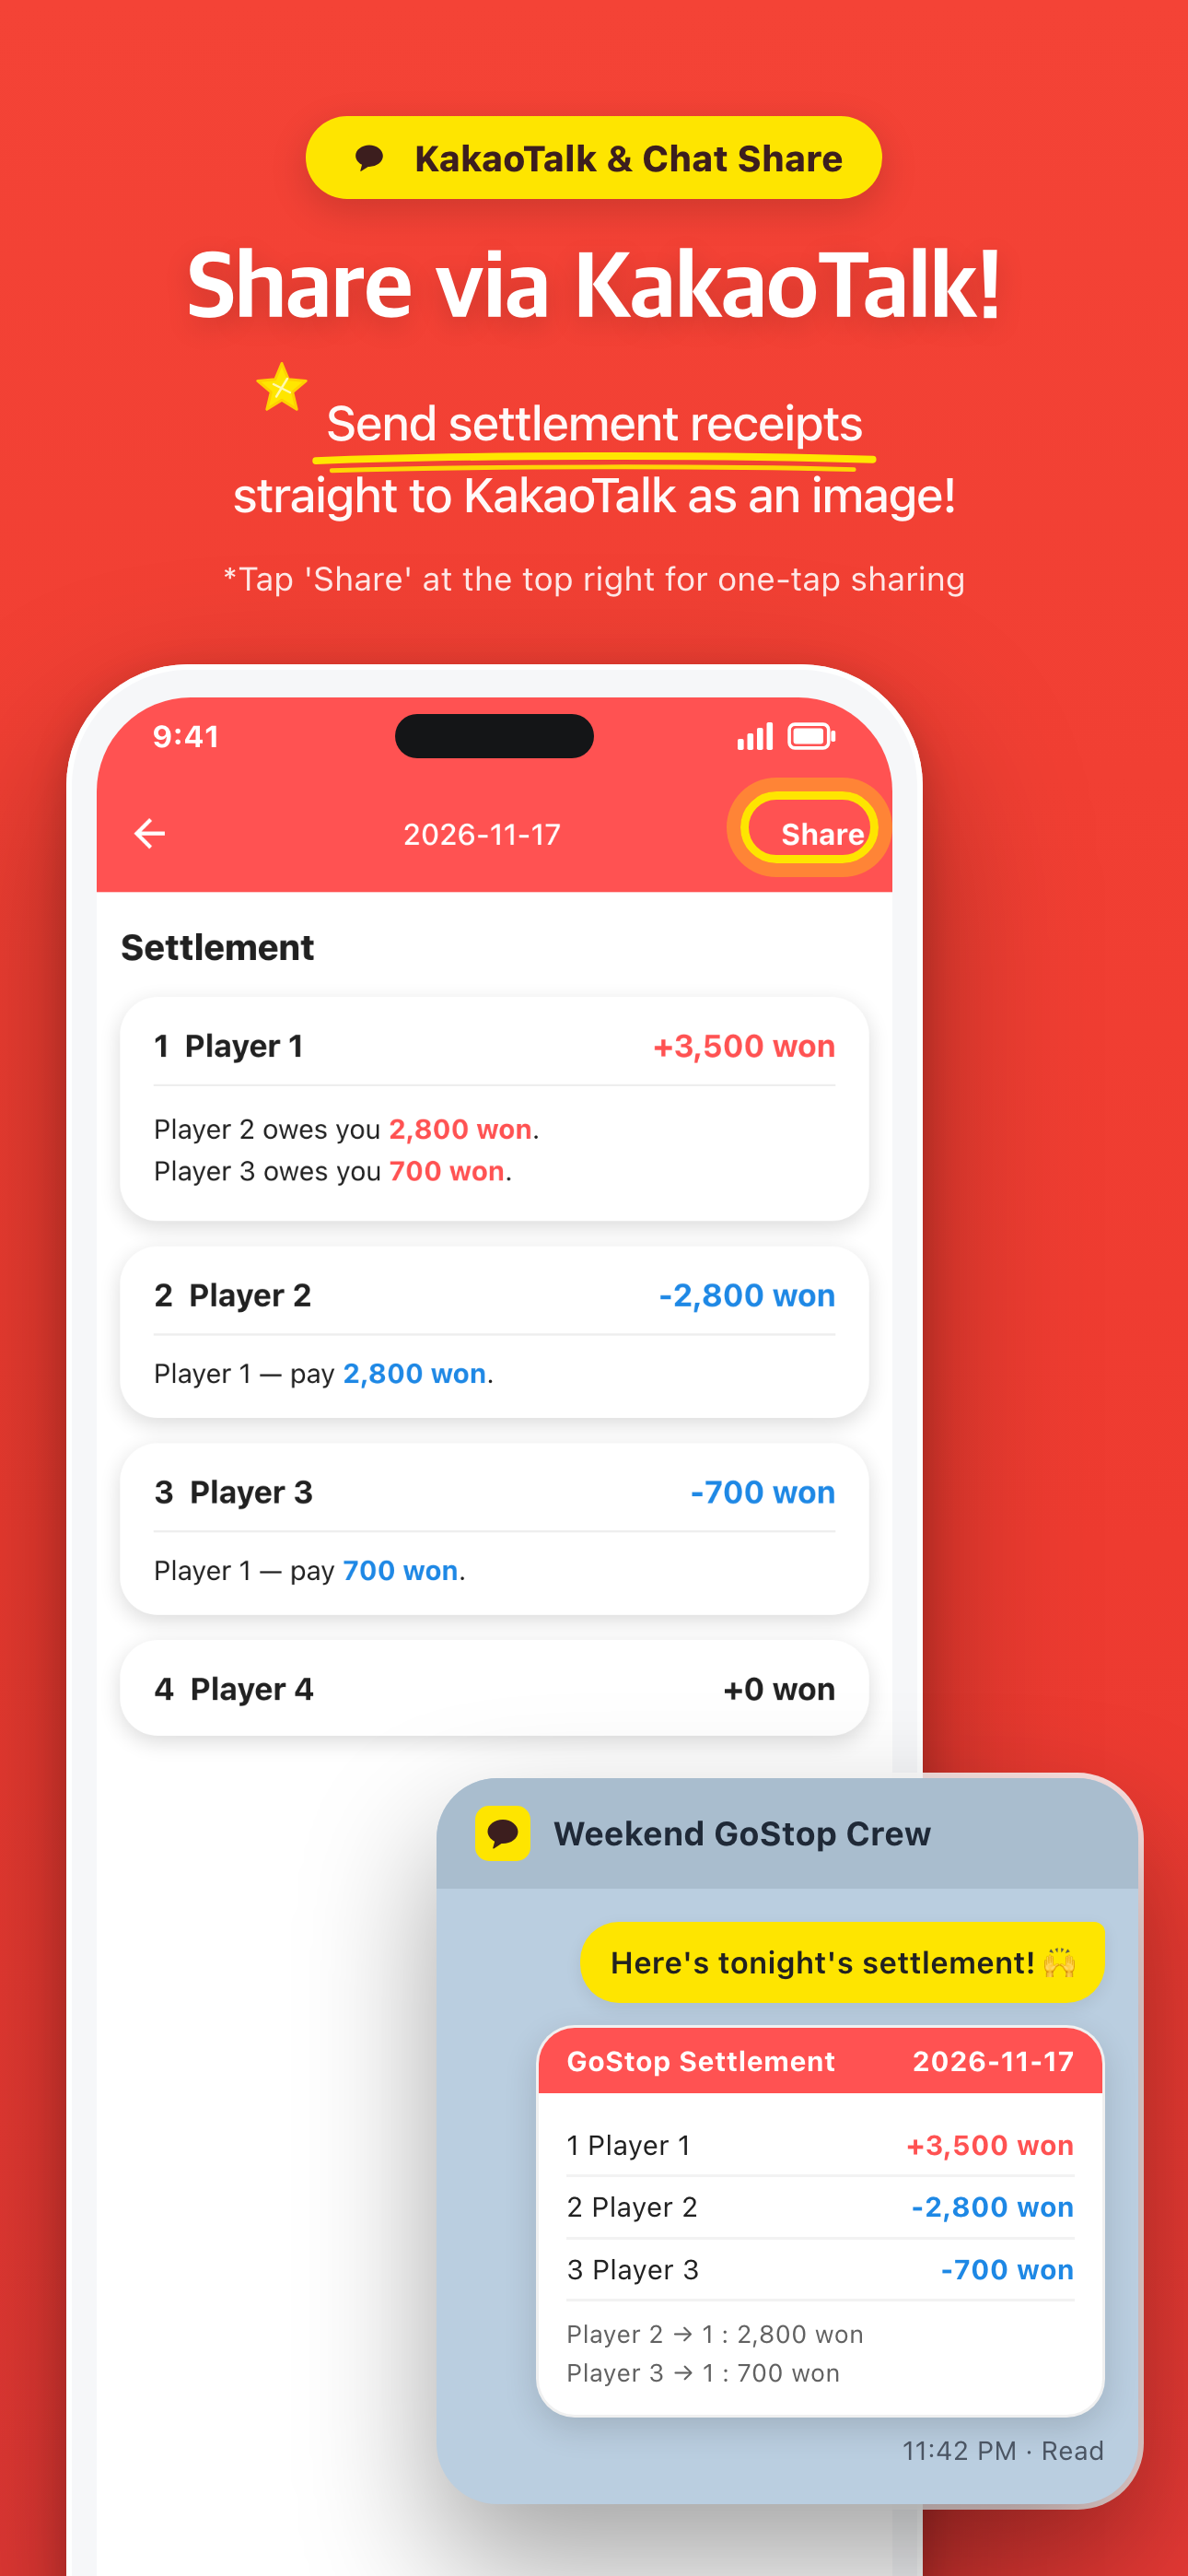 KakaoTalk & Chat Share
Share via KakaoTalk!
Send settlement receipts
straight to KakaoTalk as an image!
*Tap 'Share' at the top right for one-tap sharing
9:41
2026-11-17 Share
Settlement
1 Player 1 +3,500 won
Player 2 owes you 2,800 won.
Player 3 owes you 700 won.
2 Player 2 -2,800 won
Player 1 — pay 2,800 won.
3 Player 3 -700 won
Player 1 — pay 700 won.
4 Player 4 +0 won
Weekend GoStop Crew
Here's tonight's settlement! 🙌
GoStop Settlement 2026-11-17
1 Player 1 +3,500 won
2 Player 2 -2,800 won
3 Player 3 -700 won
Player 2 → 1 : 2,800 won
Player 3 → 1 : 700 won
11:42 PM · Read